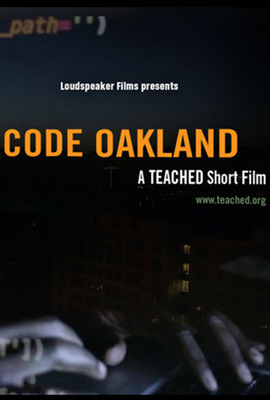 _path='')
Loudspeaker Films presents
CODE OAKLAND
A TEACHED Short Film
www.teached.org